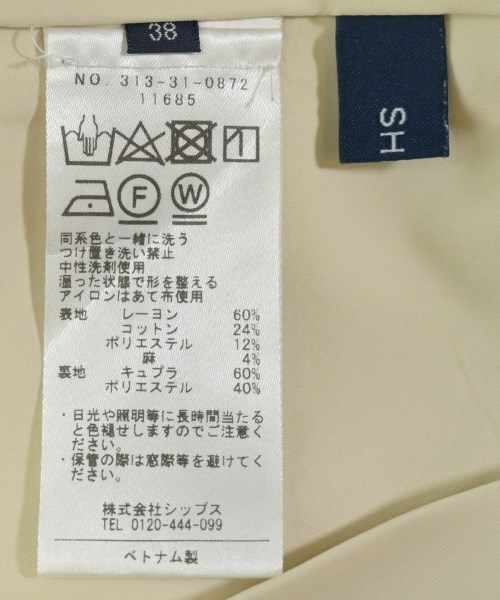 38
SH
NO. 313-31-0872
11685
F
W
同系色と一緒に洗う
つけ置き洗い禁止
中性洗剤使用
湿った状態で形を整える
アイロンはあて布使用
表地 レーヨン 60%
コットン 24%
ポリエステル 12%
麻 4%
裏地 キュプラ 60%
ポリエステル 40%
・日光や照明等に長時間当たる
と色褪せしますのでご注意く
ださい。
・保管の際は窓際等を避けてく
ださい。
株式会社シップス
TEL 0120-444-099
ベトナム製